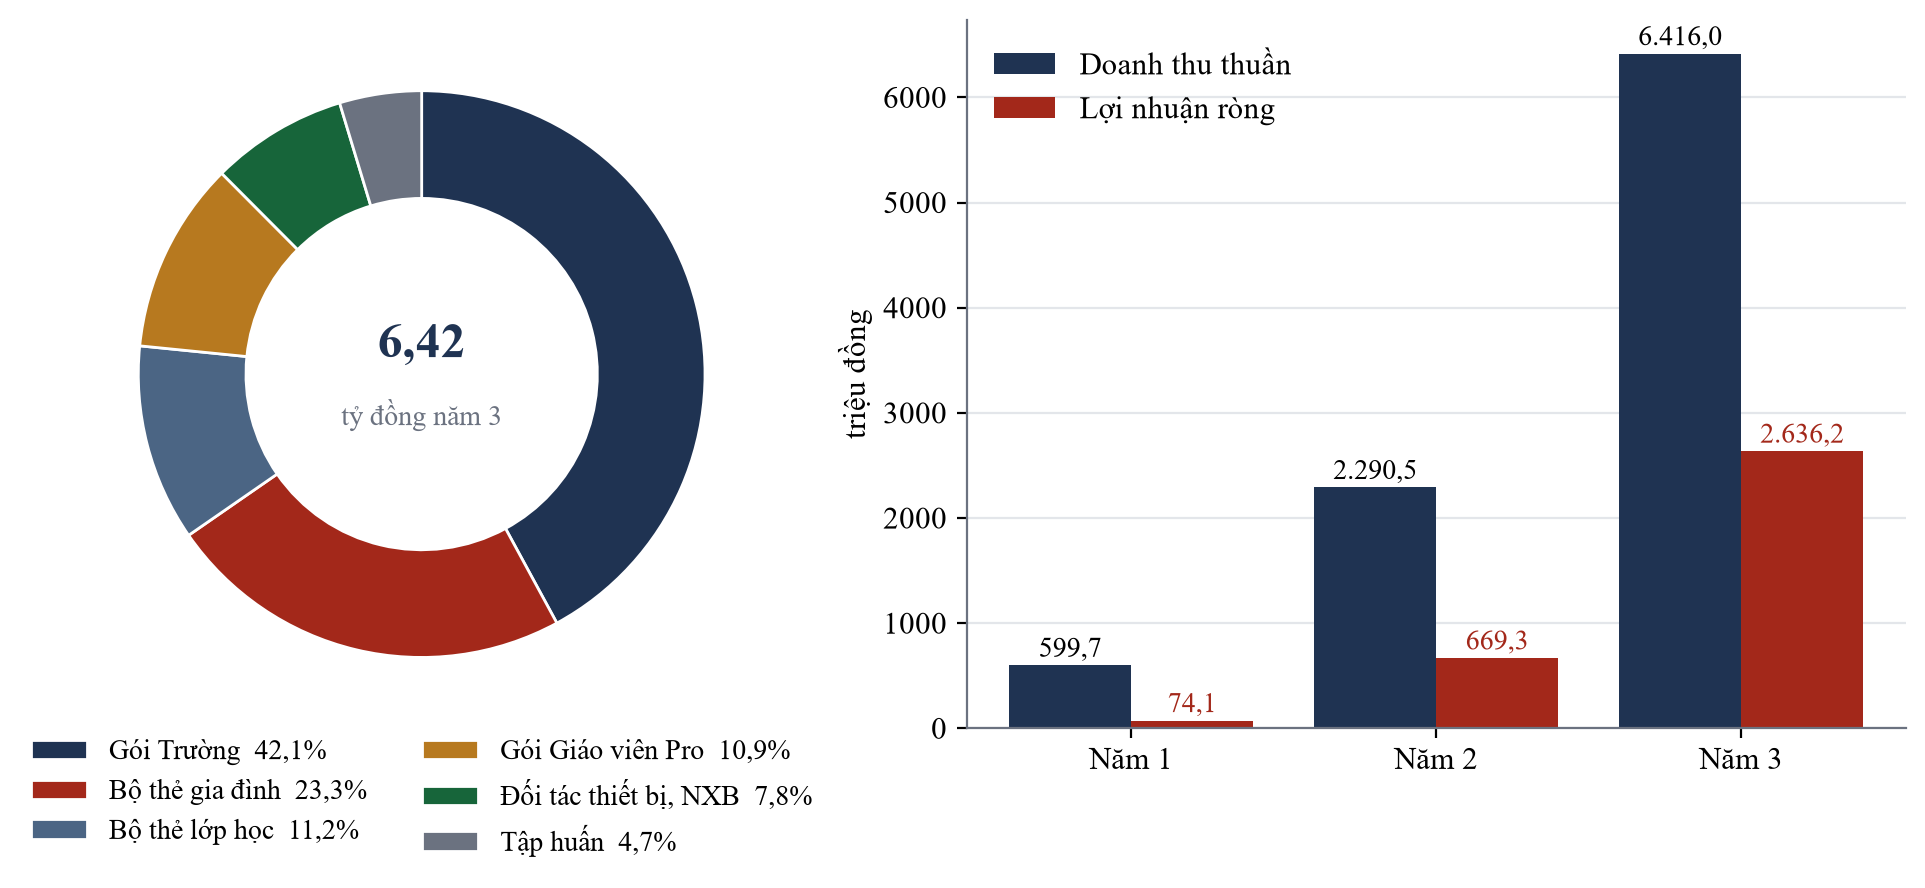 6,42
tỷ đồng năm 3
Gói Trường 42,1%
Bộ thẻ gia đình 23,3%
Bộ thẻ lớp học 11,2%
Gói Giáo viên Pro 10,9%
Đối tác thiết bị, NXB 7,8%
Tập huấn 4,7%
Doanh thu thuần
Lợi nhuận ròng
triệu đồng
6000
5000
4000
3000
2000
1000
0
599,7
74,1
2.290,5
669,3
6.416,0
2.636,2
Năm 1
Năm 2
Năm 3